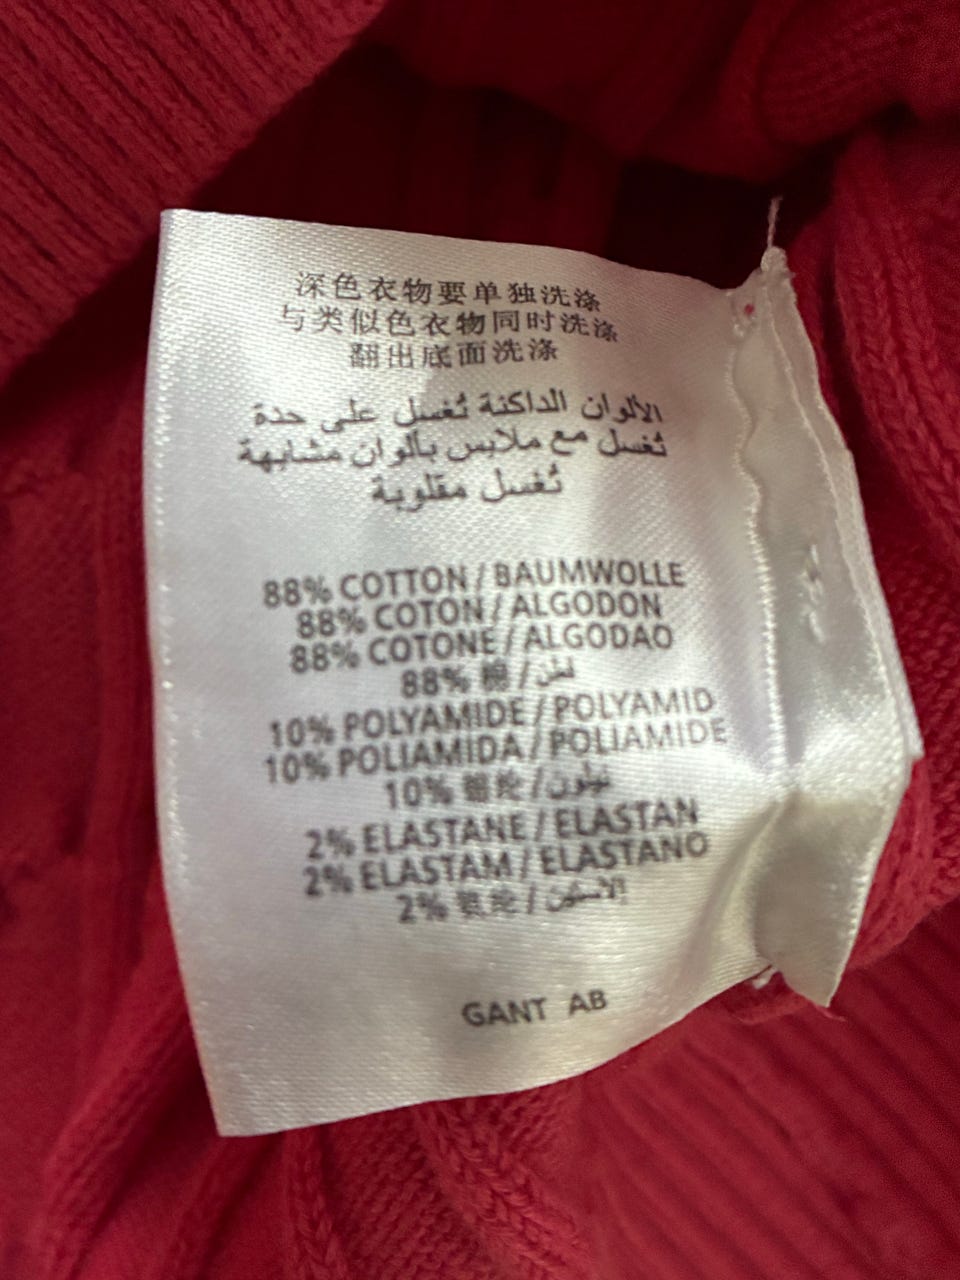 深色衣物要单独洗涤
与类似色衣物同时洗涤
翻出底面洗涤
الألوان الداكنة تُغسل على حدة
تُغسل مع ملابس بألوان مشابهة
تُغسل مقلوبة
88% COTTON / BAUMWOLLE
88% COTON / ALGODON
88% COTONE / ALGODAO
88% 棉 / قطن
10% POLYAMIDE / POLYAMID
10% POLIAMIDA / POLIAMIDE
10% 锦纶 / نيلون
2% ELASTANE / ELASTAN
2% ELASTAM / ELASTANO
2% 氨纶 /
GANT AB